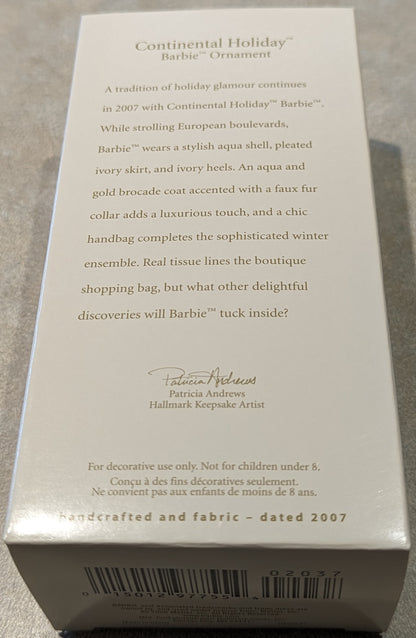 Continental Holiday™
Barbie™ Ornament
A tradition of holiday glamour continues
in 2007 with Continental Holiday™ Barbie™.
While strolling European boulevards,
Barbie™ wears a stylish aqua shell, pleated
ivory skirt, and ivory heels. An aqua and
gold brocade coat accented with a faux fur
collar adds a luxurious touch, and a chic
handbag completes the sophisticated winter
ensemble. Real tissue lines the boutique
shopping bag, but what other delightful
discoveries will Barbie™ tuck inside?
Patricia Andrews
Patricia Andrews
Hallmark Keepsake Artist
For decorative use only. Not for children under 8.
Conçu à des fins décoratives seulement.
Ne convient pas aux enfants de moins de 8 ans.
handcrafted and fabric – dated 2007
02037
0 15012 97755